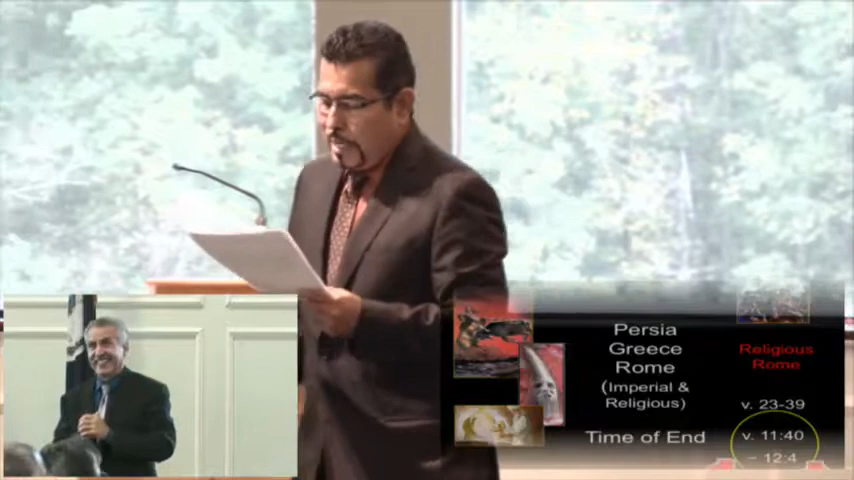 Persia
Greece
Rome
(Imperial &
Religious)
Time of End
Religious
Rome
v. 23-39
v. 11:40
– 12:4